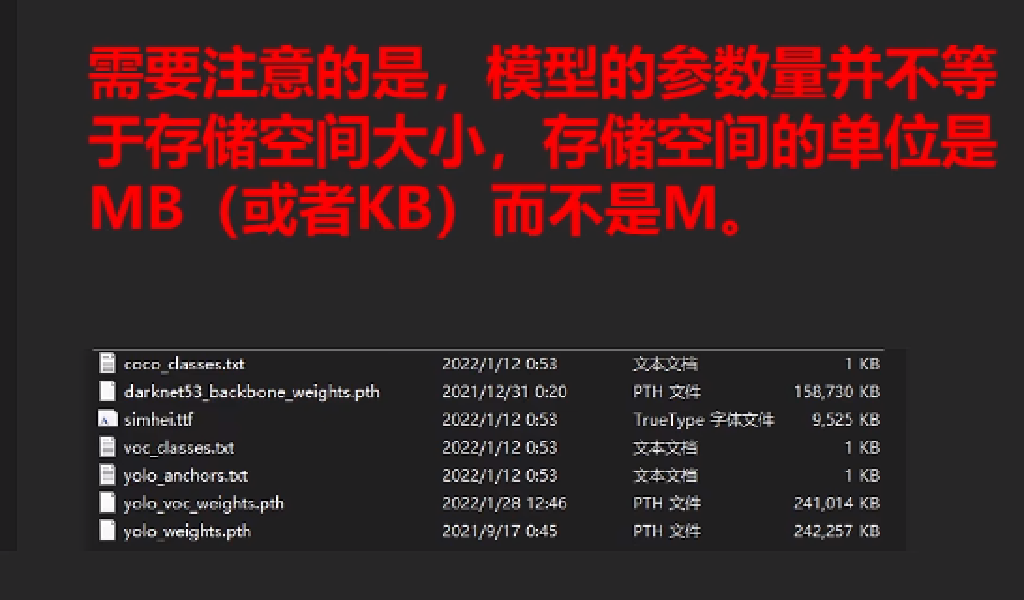 需要注意的是，模型的参数量并不等
于存储空间大小，存储空间的单位是
MB（或者KB）而不是M。
coco_classes.txt 2022/1/12 0:53 文本文档 1 KB
darknet53_backbone_weights.pth 2021/12/31 0:20 PTH 文件 158,730 KB
simhei.ttf 2022/1/12 0:53 TrueType 字体文件 9,525 KB
voc_classes.txt 2022/1/12 0:53 文本文档 1 KB
yolo_anchors.txt 2022/1/12 0:53 文本文档 1 KB
yolo_voc_weights.pth 2022/1/28 12:46 PTH 文件 241,014 KB
yolo_weights.pth 2021/9/17 0:45 PTH 文件 242,257 KB